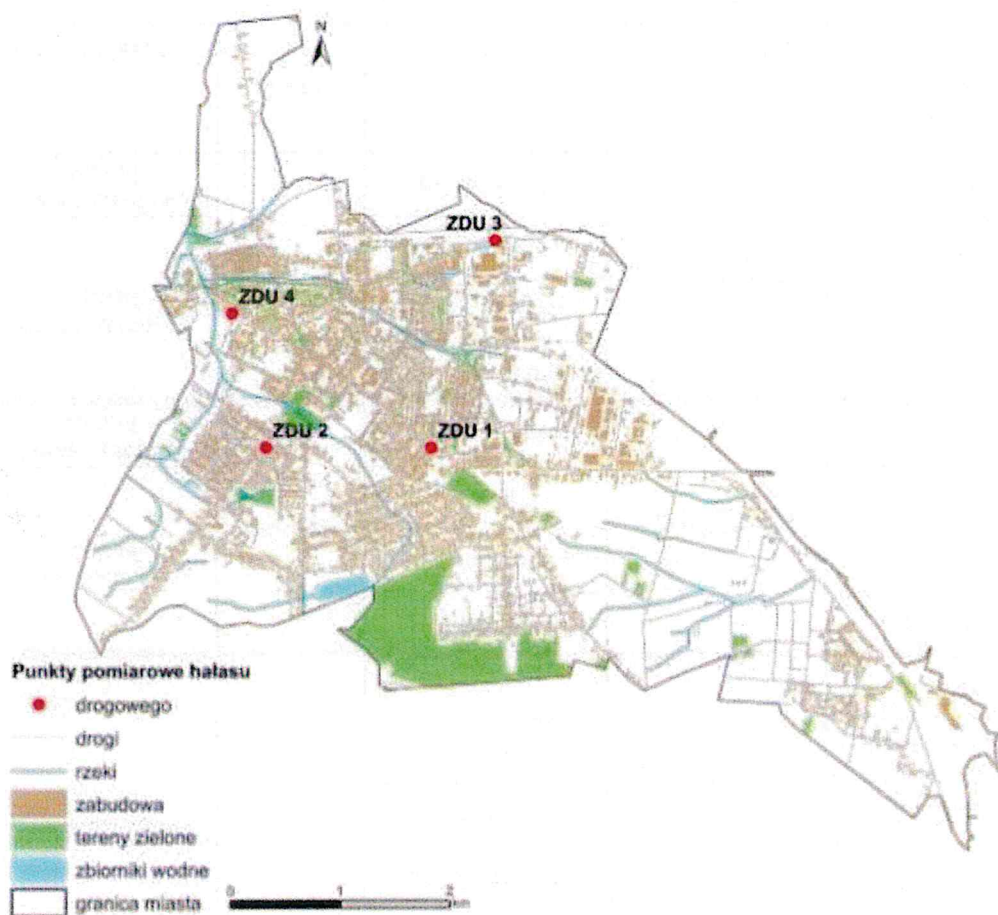 N
ZDU 3
ZDU 4
ZDU 2
ZDU 1
Punkty pomiarowe hałasu
drogowego
drogi
rzeki
zabudowa
tereny zielone
zbiorniki wodne
granica miasta
0 1 2
km